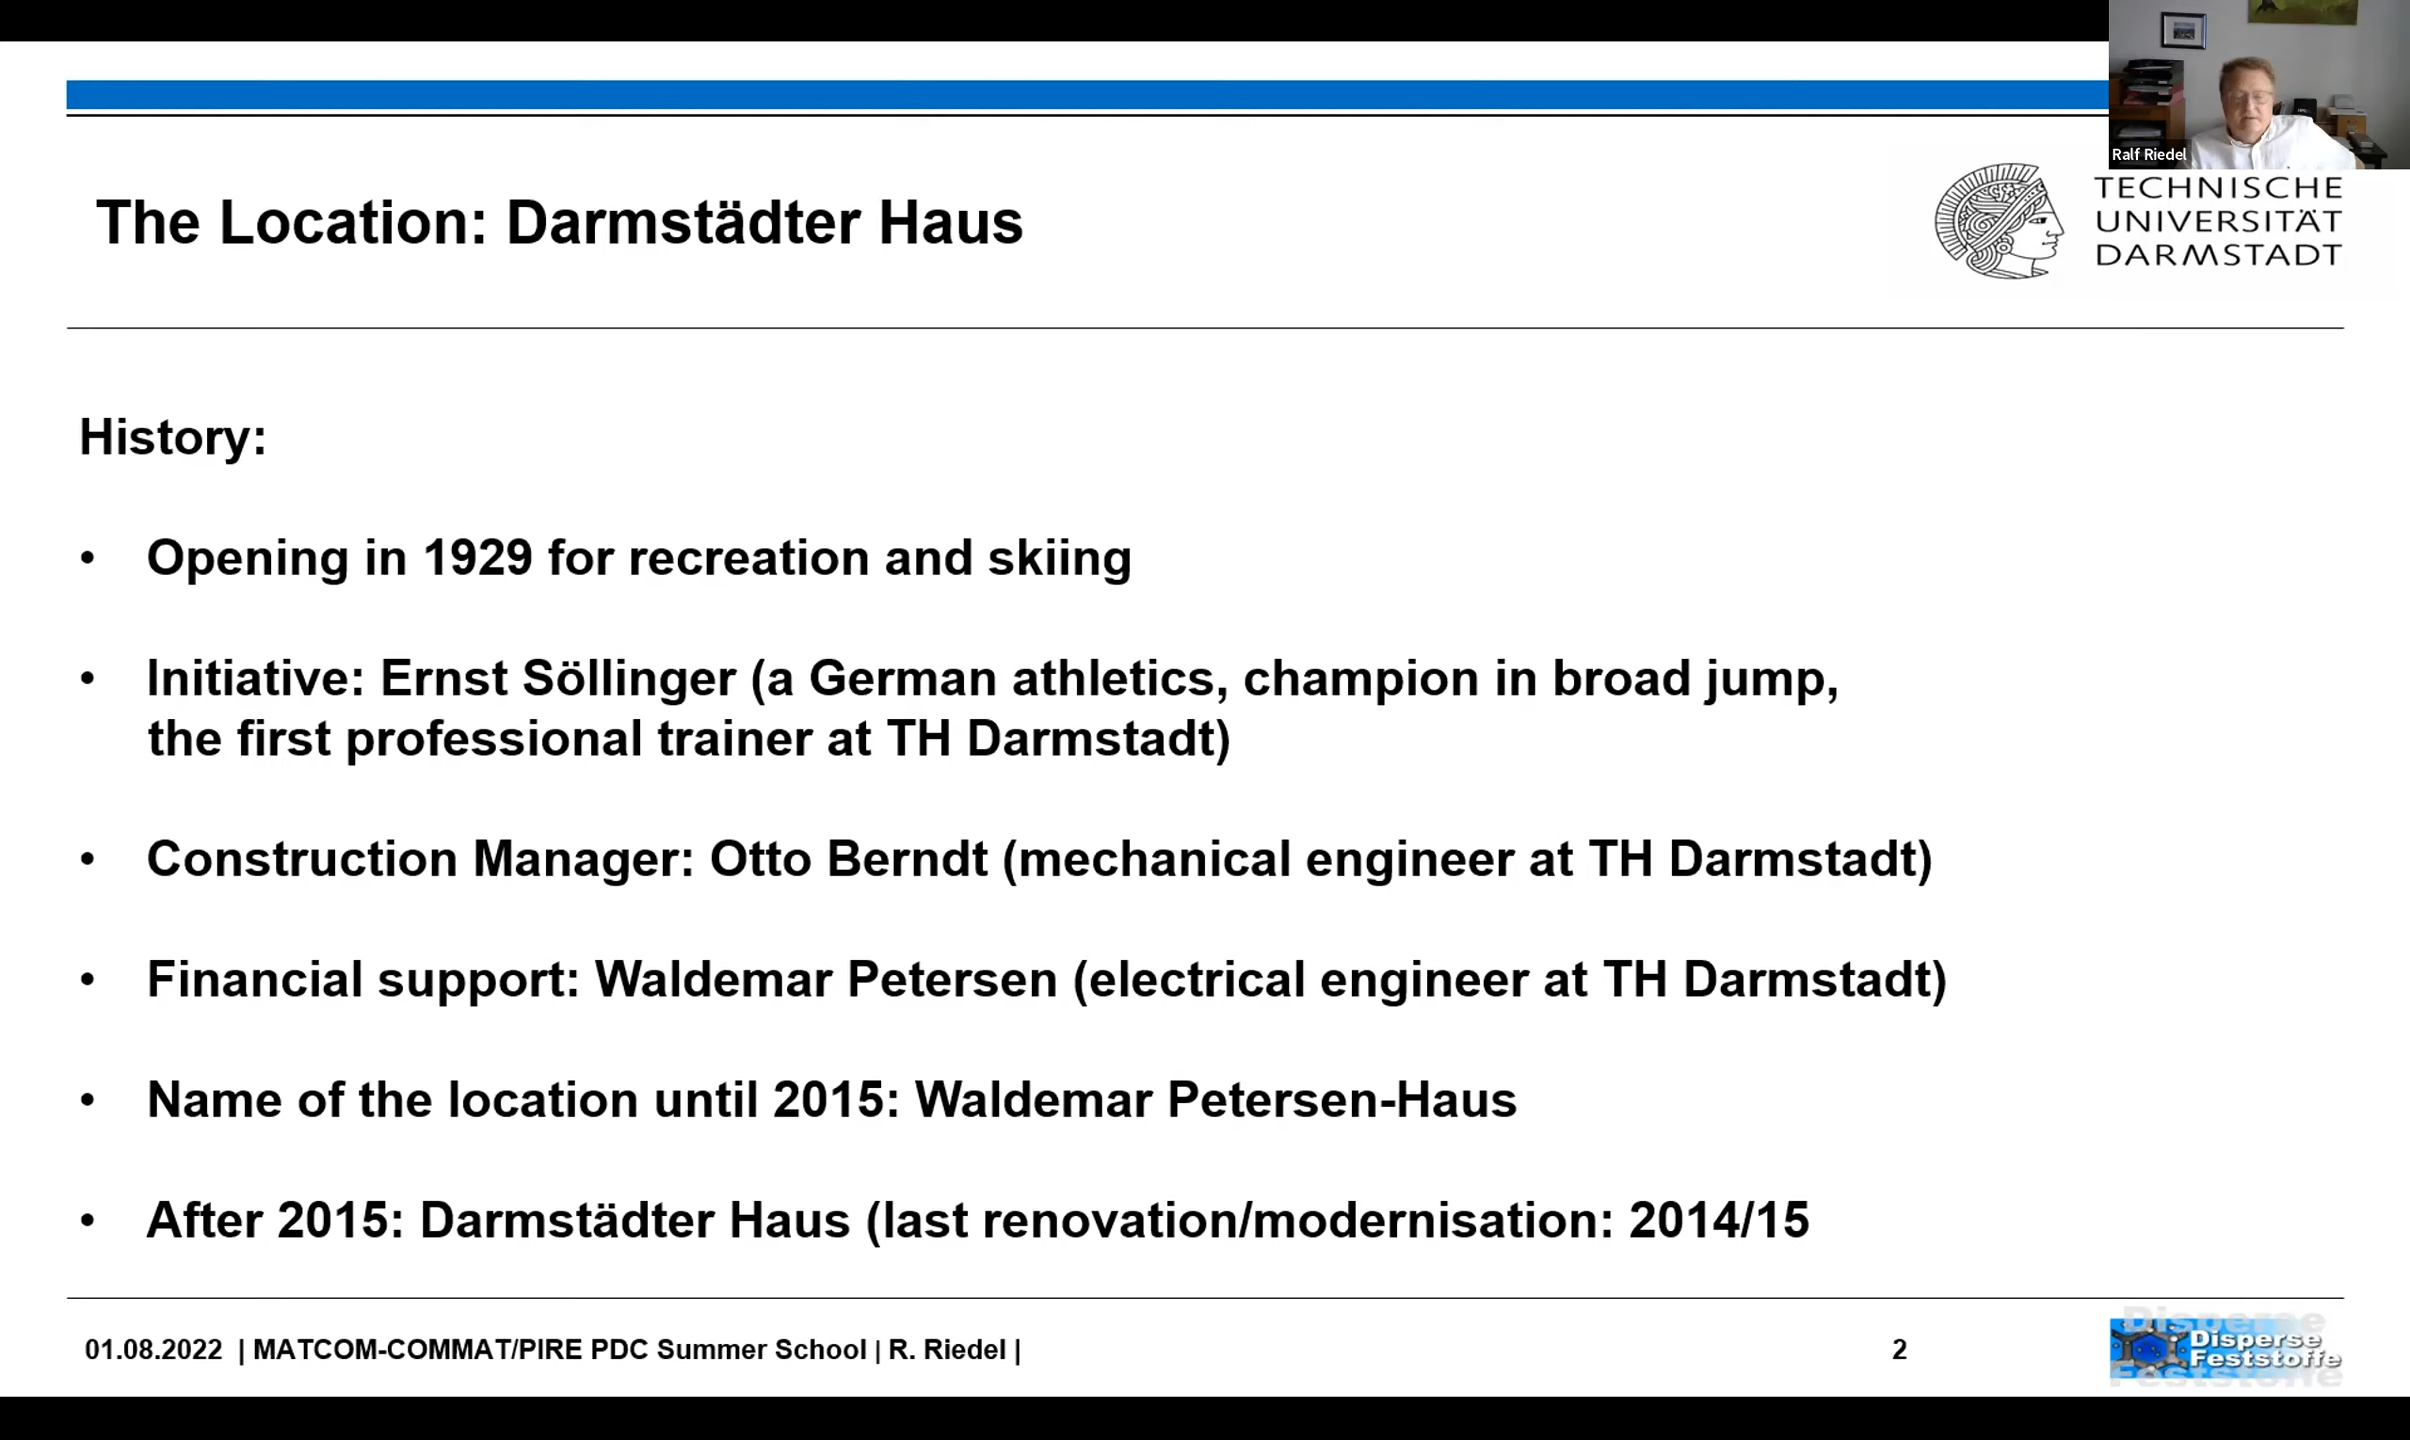 Ralf Riedel
The Location: Darmstädter Haus
TECHNISCHE
UNIVERSITÄT
DARMSTADT
History:
• Opening in 1929 for recreation and skiing
• Initiative: Ernst Söllinger (a German athletics, champion in broad jump,
the first professional trainer at TH Darmstadt)
• Construction Manager: Otto Berndt (mechanical engineer at TH Darmstadt)
• Financial support: Waldemar Petersen (electrical engineer at TH Darmstadt)
• Name of the location until 2015: Waldemar Petersen-Haus
• After 2015: Darmstädter Haus (last renovation/modernisation: 2014/15
01.08.2022 | MATCOM-COMMAT/PIRE PDC Summer School | R. Riedel |
2
Disperse
Feststoffe